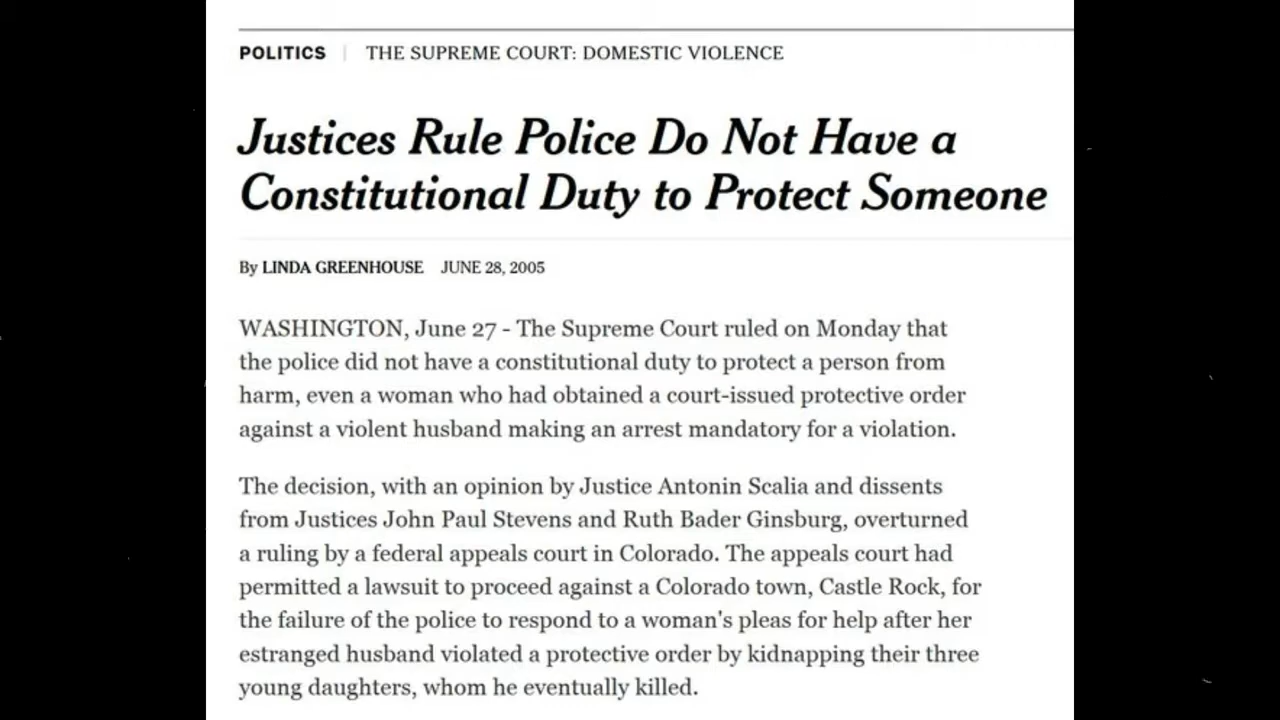 POLITICS | THE SUPREME COURT: DOMESTIC VIOLENCE
Justices Rule Police Do Not Have a
Constitutional Duty to Protect Someone
By LINDA GREENHOUSE JUNE 28, 2005
WASHINGTON, June 27 - The Supreme Court ruled on Monday that
the police did not have a constitutional duty to protect a person from
harm, even a woman who had obtained a court-issued protective order
against a violent husband making an arrest mandatory for a violation.
The decision, with an opinion by Justice Antonin Scalia and dissents
from Justices John Paul Stevens and Ruth Bader Ginsburg, overturned
a ruling by a federal appeals court in Colorado. The appeals court had
permitted a lawsuit to proceed against a Colorado town, Castle Rock, for
the failure of the police to respond to a woman's pleas for help after her
estranged husband violated a protective order by kidnapping their three
young daughters, whom he eventually killed.